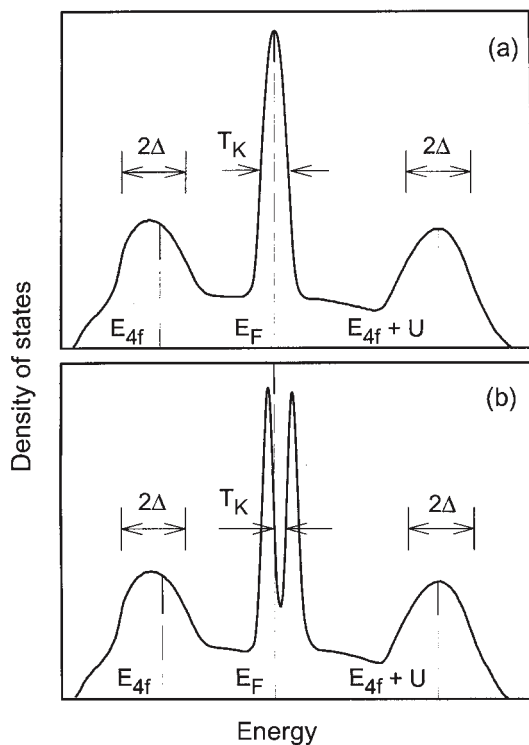 (a)
2Δ
T_K
2Δ
E_4f
E_F
E_4f + U
Density of states
(b)
2Δ
T_K
2Δ
E_4f
E_F
E_4f + U
Energy